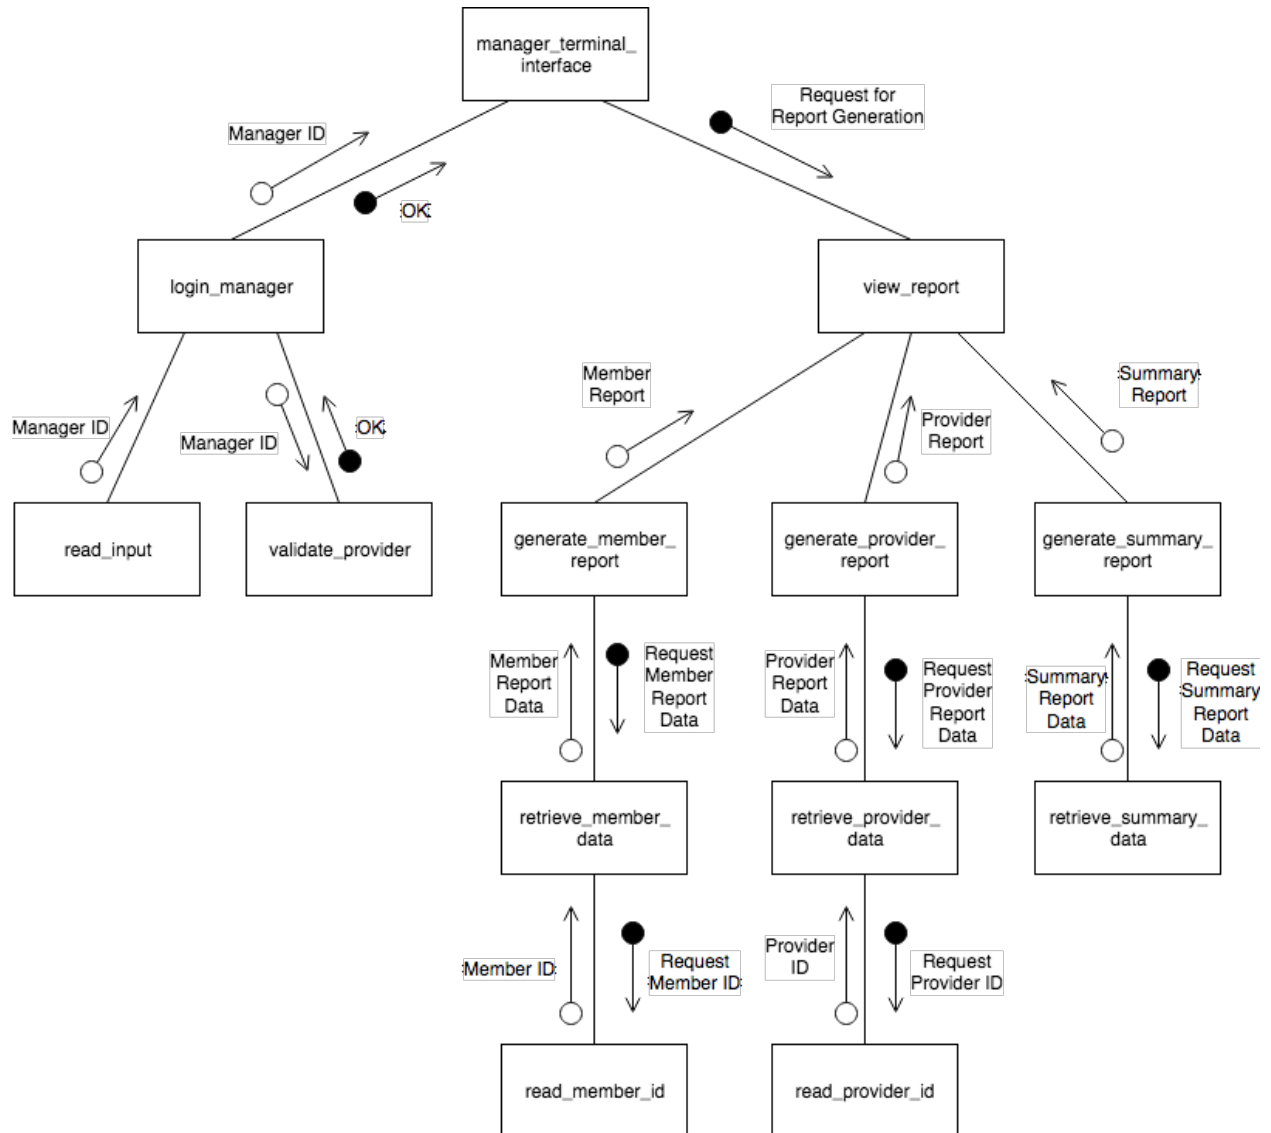 manager_terminal_
interface
Request for
Report Generation
Manager ID
OK
login_manager
view_report
Member
Report
Summary
Report
Provider
Report
Manager ID
Manager ID
OK
read_input
validate_provider
generate_member_
report
generate_provider_
report
generate_summary_
report
Member
Report
Data
Request
Member
Report
Data
Provider
Report
Data
Request
Provider
Report
Data
Summary
Report
Data
Request
Summary
Report
Data
retrieve_member_
data
retrieve_provider_
data
retrieve_summary_
data
Member ID
Request
Member ID
Provider
ID
Request
Provider ID
read_member_id
read_provider_id